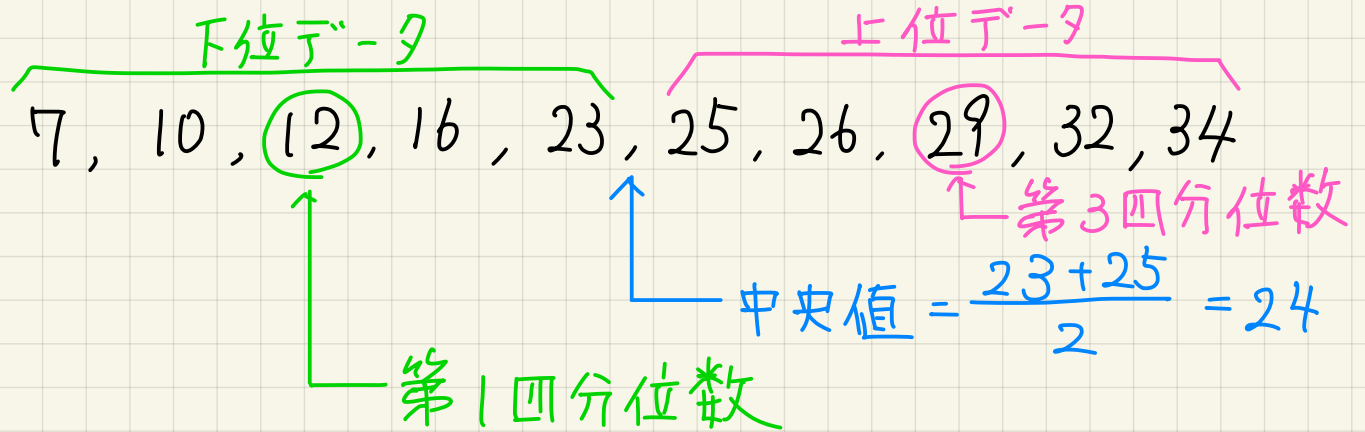 下位データ 上位データ
7, 10, 12, 16, 23, 25, 26, 29, 32, 34
第3四分位数
中央値 = 23+25/2 = 24
第1四分位数